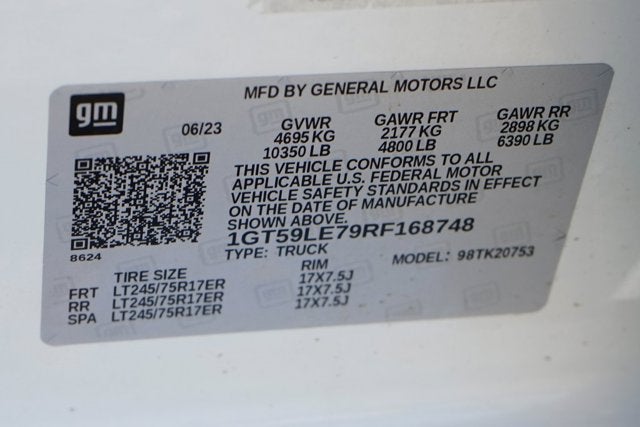 gm
MFD BY GENERAL MOTORS LLC
06/23
GVWR GAWR FRT GAWR RR
4695 KG 2177 KG 2898 KG
10350 LB 4800 LB 6390 LB
THIS VEHICLE CONFORMS TO ALL
APPLICABLE U.S. FEDERAL MOTOR
VEHICLE SAFETY STANDARDS IN EFFECT
ON THE DATE OF MANUFACTURE
SHOWN ABOVE.
8624
1GT59LE79RF168748
TYPE: TRUCK MODEL: 98TK20753
TIRE SIZE RIM
FRT LT245/75R17ER 17X7.5J
RR LT245/75R17ER 17X7.5J
SPA LT245/75R17ER 17X7.5J